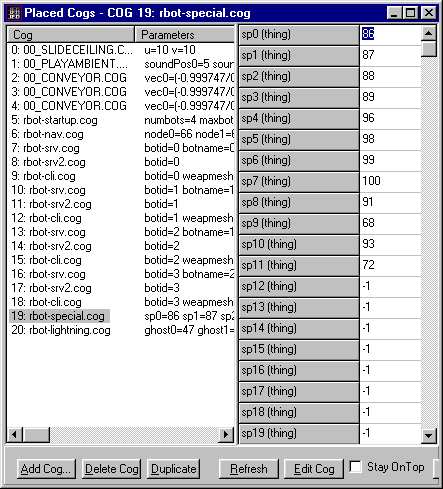 Placed Cogs - COG 19: rbot-special.cog
Cog Parameters
0: 00_SLIDECEILING.C... u=10 v=10
1: 00_PLAYAMBIENT.... soundPos0=5 soun
2: 00_CONVEYOR.COG vec0=(-0.999747/0
3: 00_CONVEYOR.COG vec0=(-0.999747/0
4: 00_CONVEYOR.COG vec0=(-0.999747/0
5: rbot-startup.cog numbots=4 maxbot
6: rbot-nav.cog node0=66 node1=6
7: rbot-srv.cog botid=0 botname=0
8: rbot-srv2.cog botid=0
9: rbot-cli.cog botid=0 weapmesh
10: rbot-srv.cog botid=1 botname=1
11: rbot-srv2.cog botid=1
12: rbot-cli.cog botid=1 weapmesh
13: rbot-srv.cog botid=2 botname=1
14: rbot-srv2.cog botid=2
15: rbot-cli.cog botid=2 weapmesh
16: rbot-srv.cog botid=3 botname=2
17: rbot-srv2.cog botid=3
18: rbot-cli.cog botid=3 weapmesh
19: rbot-special.cog sp0=86 sp1=87 sp2
20: rbot-lightning.cog ghost0=47 ghost1=
sp0 (thing) 86
sp1 (thing) 87
sp2 (thing) 88
sp3 (thing) 89
sp4 (thing) 96
sp5 (thing) 98
sp6 (thing) 99
sp7 (thing) 100
sp8 (thing) 91
sp9 (thing) 68
sp10 (thing) 93
sp11 (thing) 72
sp12 (thing) -1
sp13 (thing) -1
sp14 (thing) -1
sp15 (thing) -1
sp16 (thing) -1
sp17 (thing) -1
sp18 (thing) -1
sp19 (thing) -1
Add Cog... Delete Cog Duplicate Refresh Edit Cog Stay OnTop